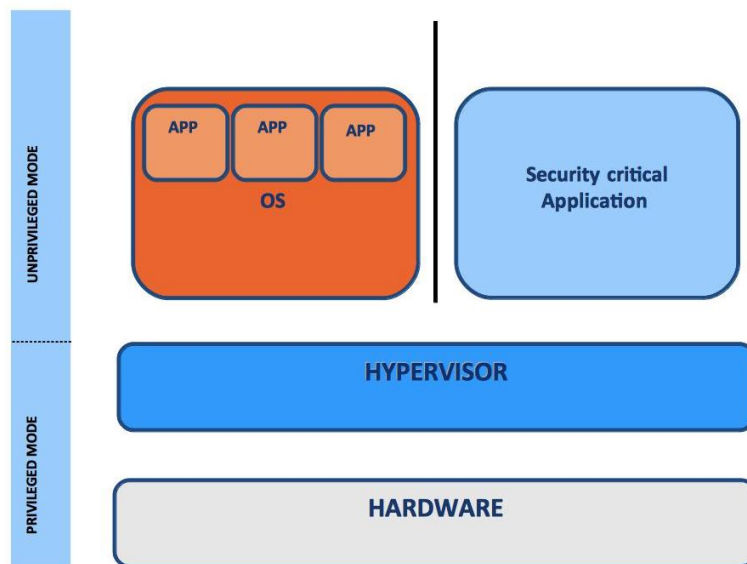 UNPRIVILEGED MODE
APP
APP
APP
OS
Security critical
Application
PRIVILEGED MODE
HYPERVISOR
HARDWARE